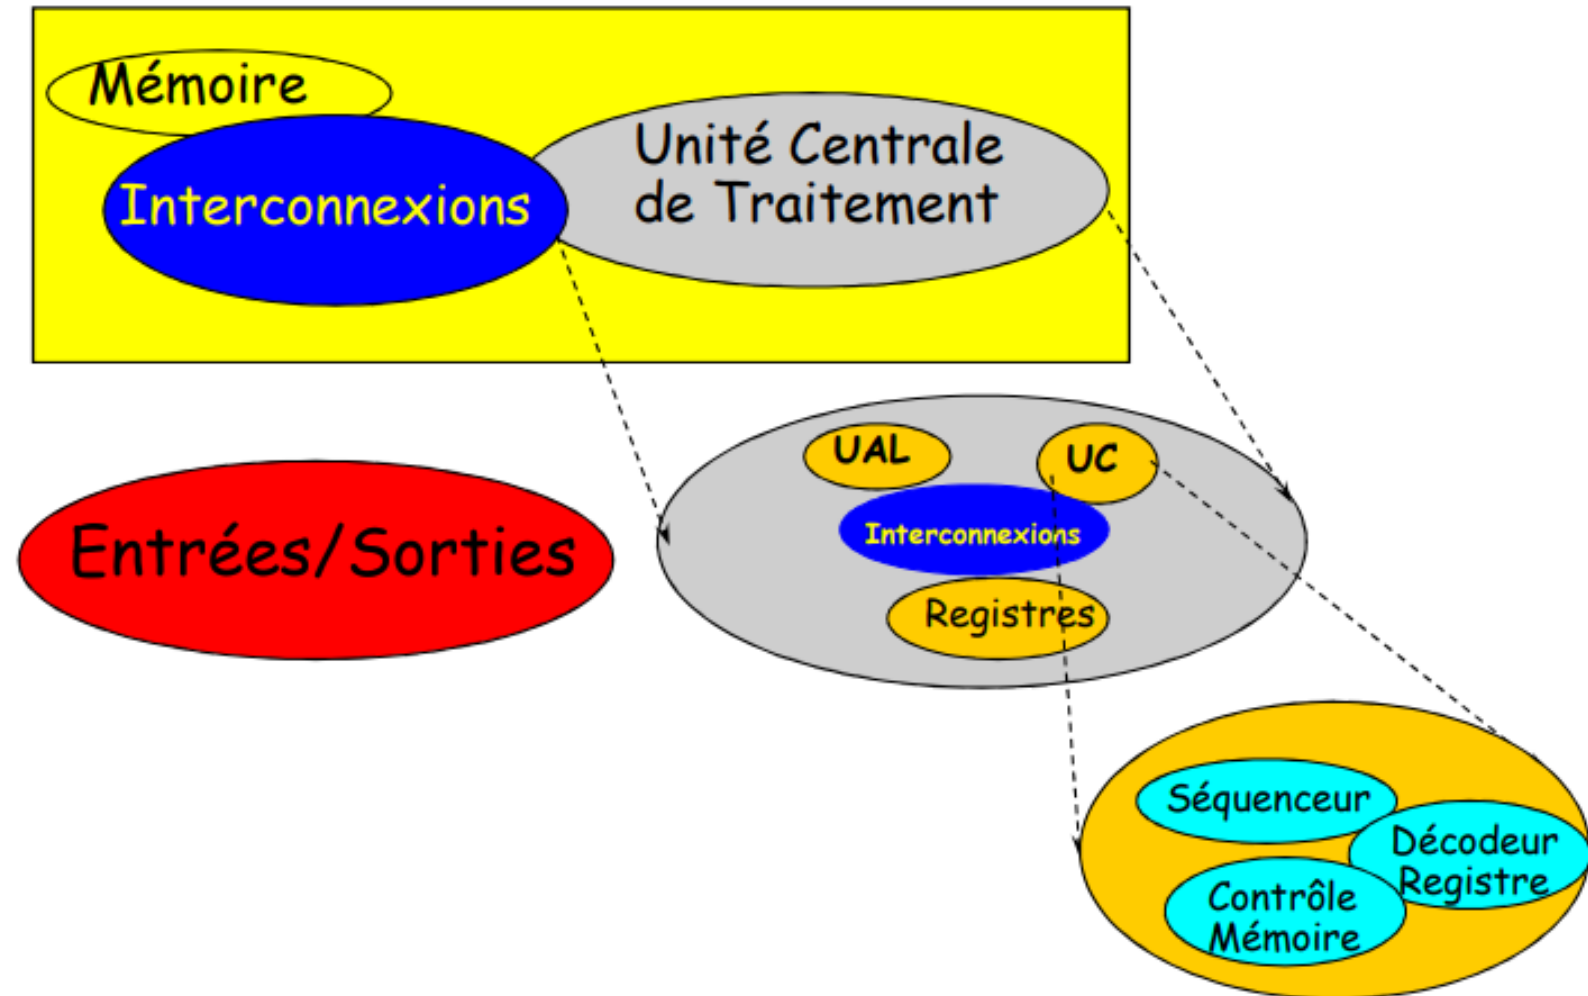 Mémoire
Interconnexions
Unité Centrale
de Traitement
UAL
UC
Interconnexions
Registres
Entrées/Sorties
Séquenceur
Décodeur
Registre
Contrôle
Mémoire